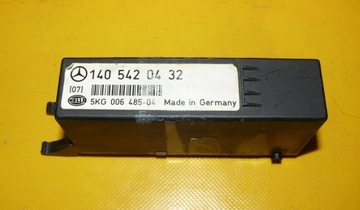 140 542 04 32
(07)
HELLA 5KG 006 485-04 Made in Germany